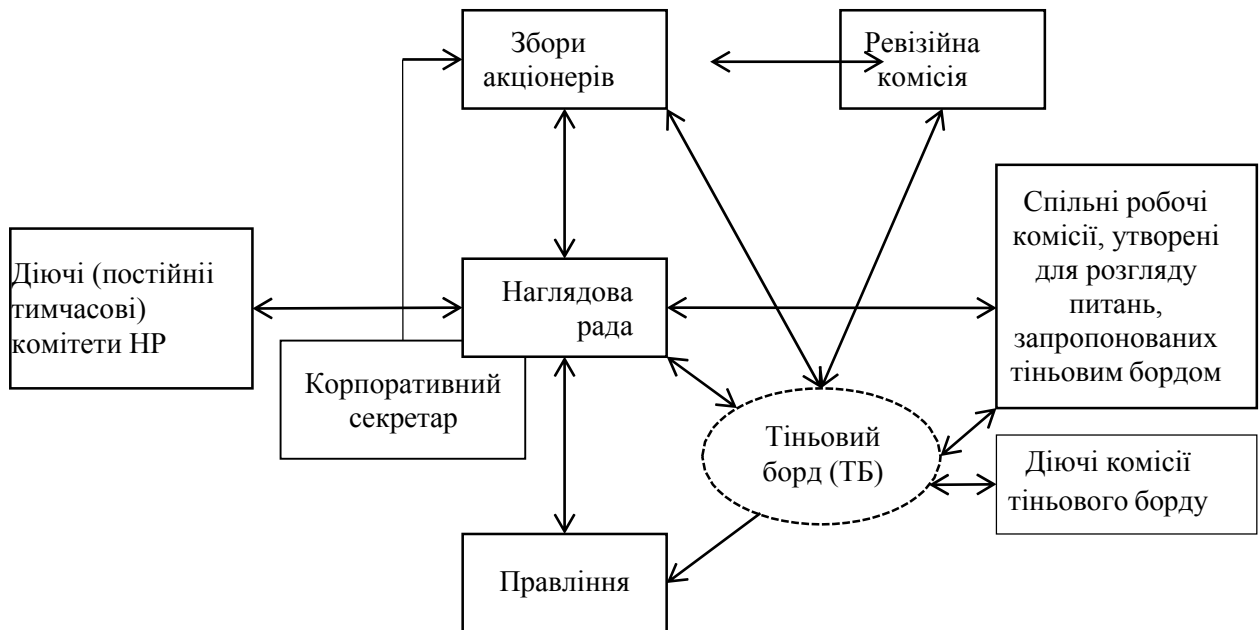 Збори
акціонерів
Ревізійна
комісія
Спільні робочі
комісії, утворені
для розгляду
питань,
запропонованих
тіньовим бордом
Діючі (постійніі
тимчасові)
комітети НР
Наглядова
рада
Корпоративний
секретар
Тіньовий
борд (ТБ)
Діючі комісії
тіньового борду
Правління